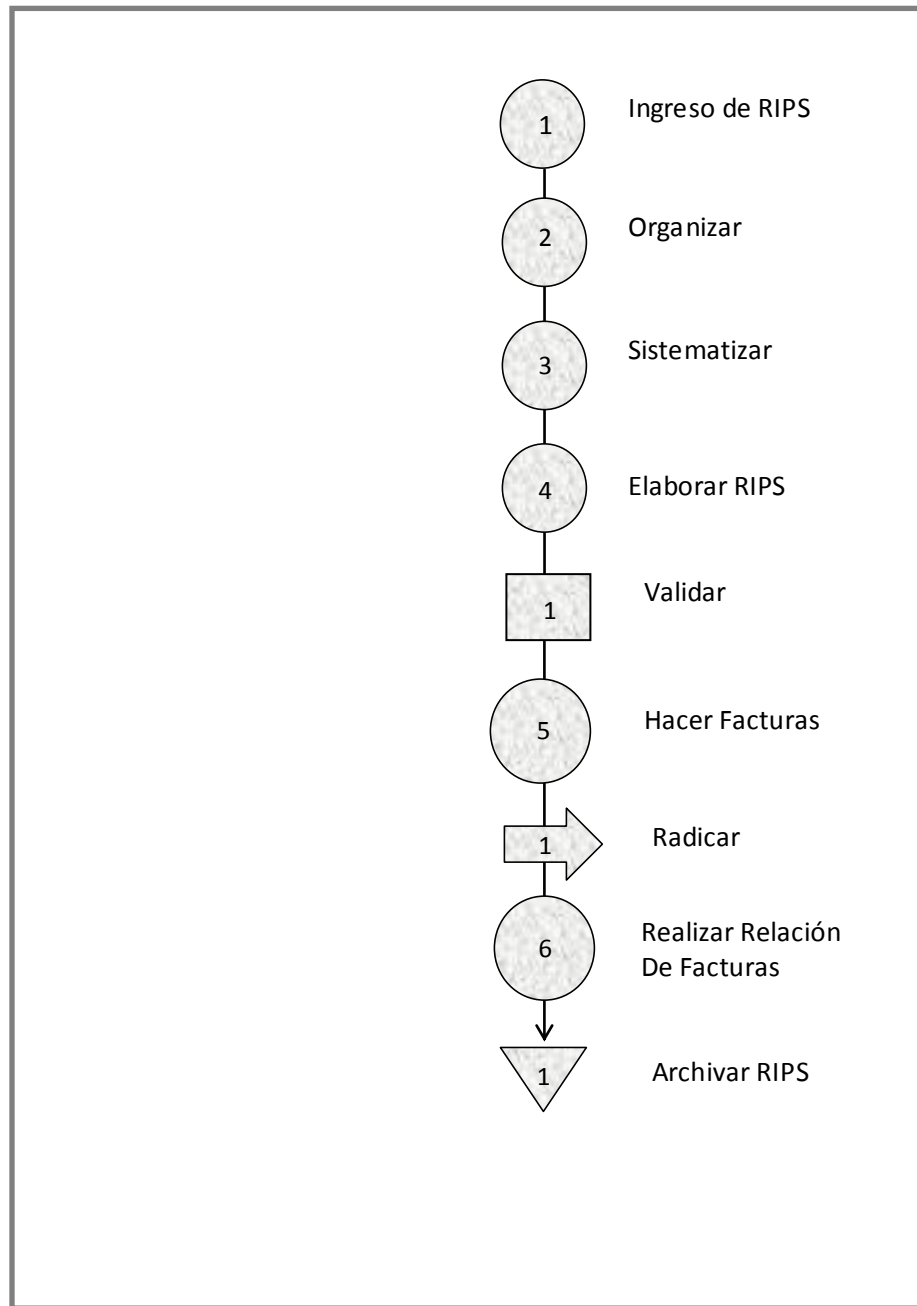 1 Ingreso de RIPS
2 Organizar
3 Sistematizar
4 Elaborar RIPS
1 Validar
5 Hacer Facturas
1 Radicar
6 Realizar Relación
De Facturas
1 Archivar RIPS